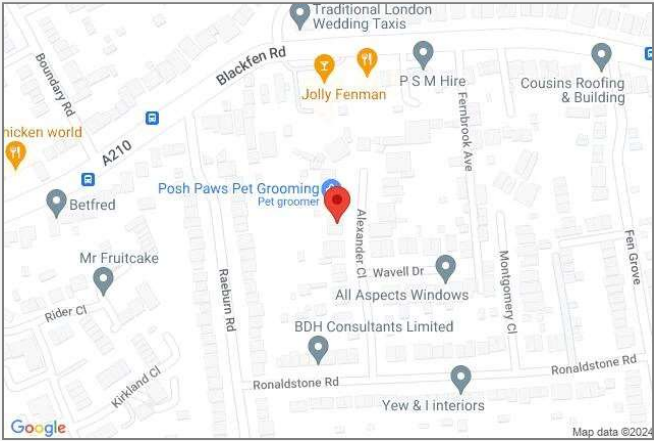 Traditional London
Wedding Taxis
Blackfen Rd
Boundary Rd
Jolly Fenman
P S M Hire
Cousins Roofing
& Building
hicken world
A210
Fernbrook Ave
Posh Paws Pet Grooming
Pet groomer
Betfred
Alexander Cl
Fen Grove
Mr Fruitcake
Raeburn Rd
Wavell Dr
Montgomery Cl
All Aspects Windows
Rider Cl
BDH Consultants Limited
Kirkland Cl
Ronaldstone Rd
Ronaldstone Rd
Yew & I interiors
Google
Map data ©2024